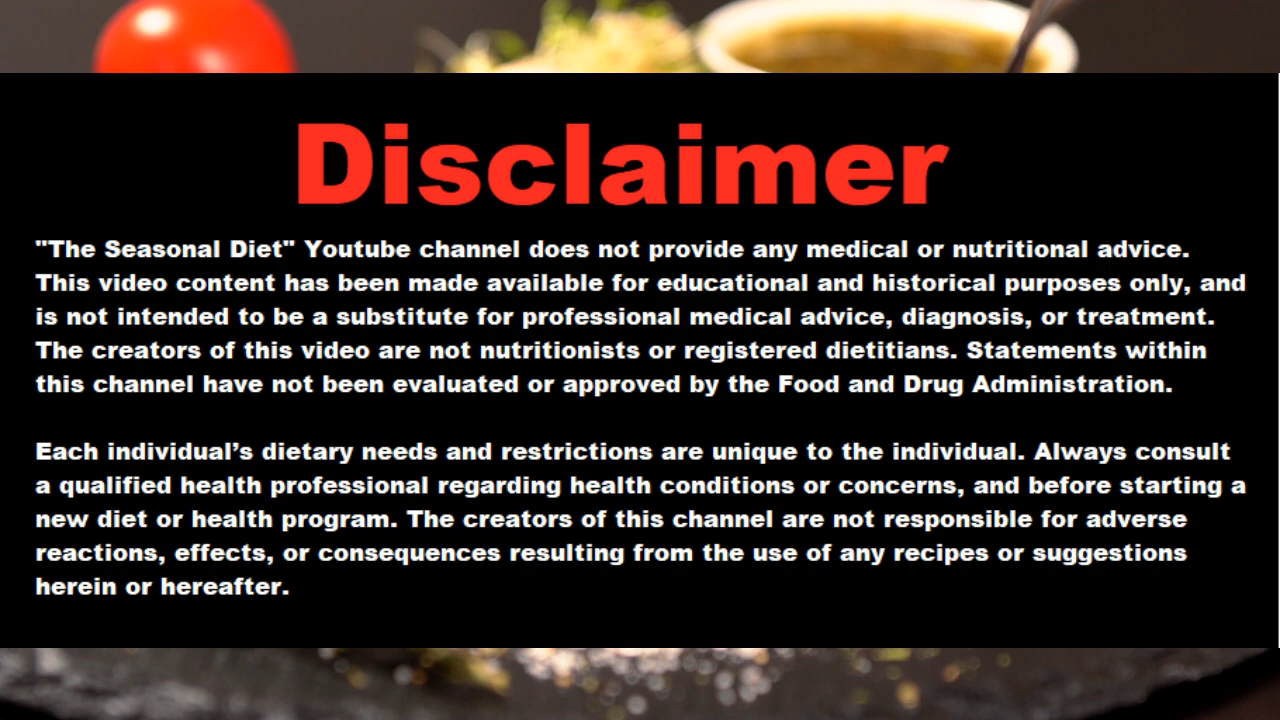 Disclaimer
"The Seasonal Diet" Youtube channel does not provide any medical or nutritional advice.
This video content has been made available for educational and historical purposes only, and
is not intended to be a substitute for professional medical advice, diagnosis, or treatment.
The creators of this video are not nutritionists or registered dietitians. Statements within
this channel have not been evaluated or approved by the Food and Drug Administration.
Each individual’s dietary needs and restrictions are unique to the individual. Always consult
a qualified health professional regarding health conditions or concerns, and before starting a
new diet or health program. The creators of this channel are not responsible for adverse
reactions, effects, or consequences resulting from the use of any recipes or suggestions
herein or hereafter.